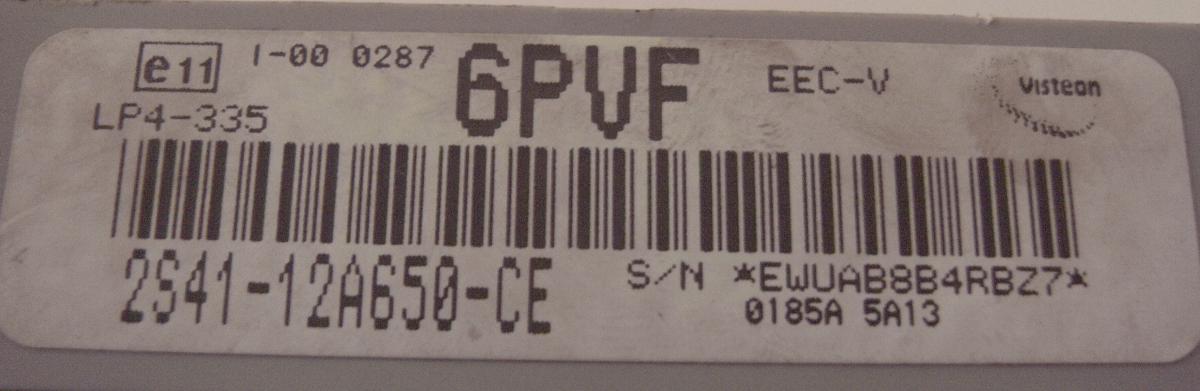 e11 I-00 0287 6PVF EEC-V Visteon
LP4-335
2S41-12A650-CE S/N *EWUAB8B4RBZ7*
0185A 5A13